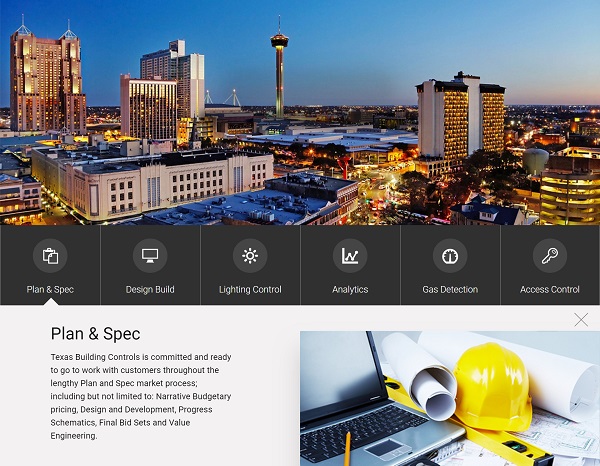 Plan & Spec
Design Build
Lighting Control
Analytics
Gas Detection
Access Control
Plan & Spec
Texas Building Controls is committed and ready
to go to work with customers throughout the
lengthy Plan and Spec market process;
including but not limited to: Narrative Budgetary
pricing, Design and Development, Progress
Schematics, Final Bid Sets and Value
Engineering.